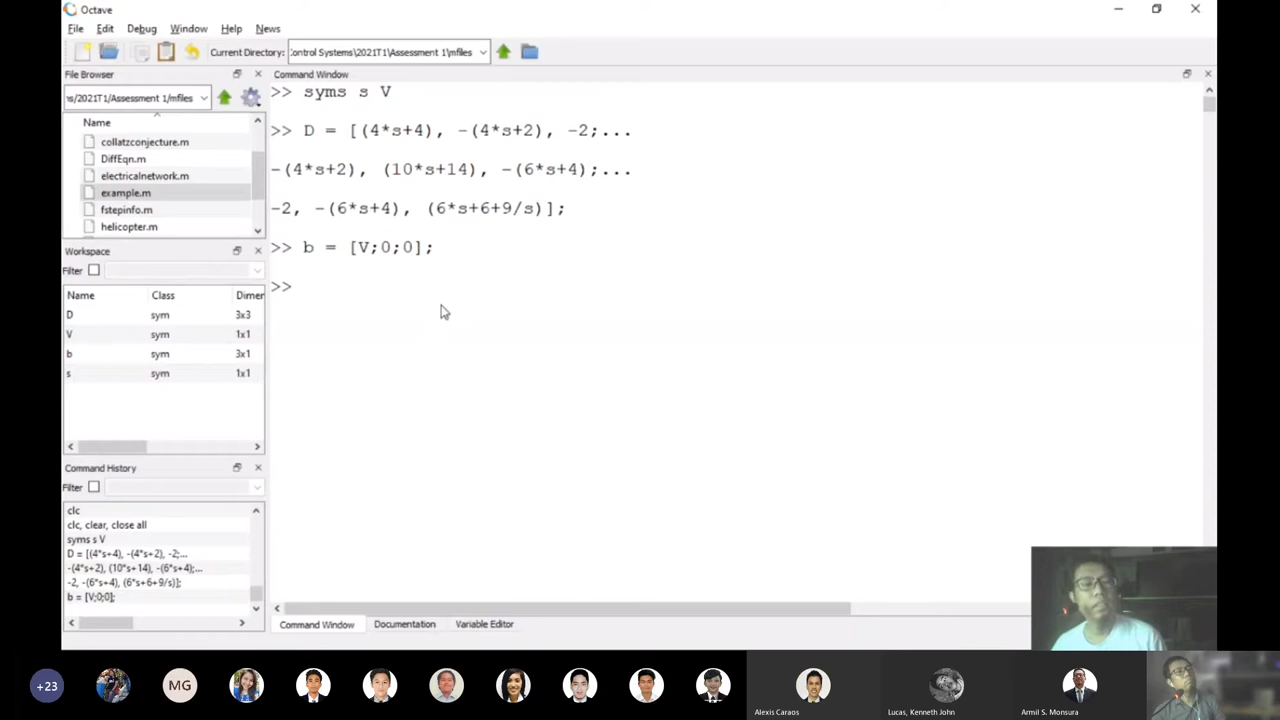 Octave
File Edit Debug Window Help News
Current Directory: :ontrol Systems\2021T1\Assessment 1\mfiles
File Browser
Command Window
ıs/2021T1/Assessment 1/mfiles
Name
collatzconjecture.m
DiffEqn.m
electricalnetwork.m
example.m
fstepinfo.m
helicopter.m
Workspace
Filter
Name Class Dimer
D sym 3x3
V sym 1x1
b sym 3x1
s sym 1x1
Command History
Filter
clc
clc, clear, close all
syms s V
D = [(4*s+4), -(4*s+2), -2;...
-(4*s+2), (10*s+14), -(6*s+4);...
-2, -(6*s+4), (6*s+6+9/s)];
b = [V;0;0];
>> syms s V
>> D = [(4*s+4), -(4*s+2), -2;...
-(4*s+2), (10*s+14), -(6*s+4);...
-2, -(6*s+4), (6*s+6+9/s)];
>> b = [V;0;0];
>>
Command Window Documentation Variable Editor
+23
MG
Alexis Caraos
Lucas, Kenneth John
Armil S. Monsura